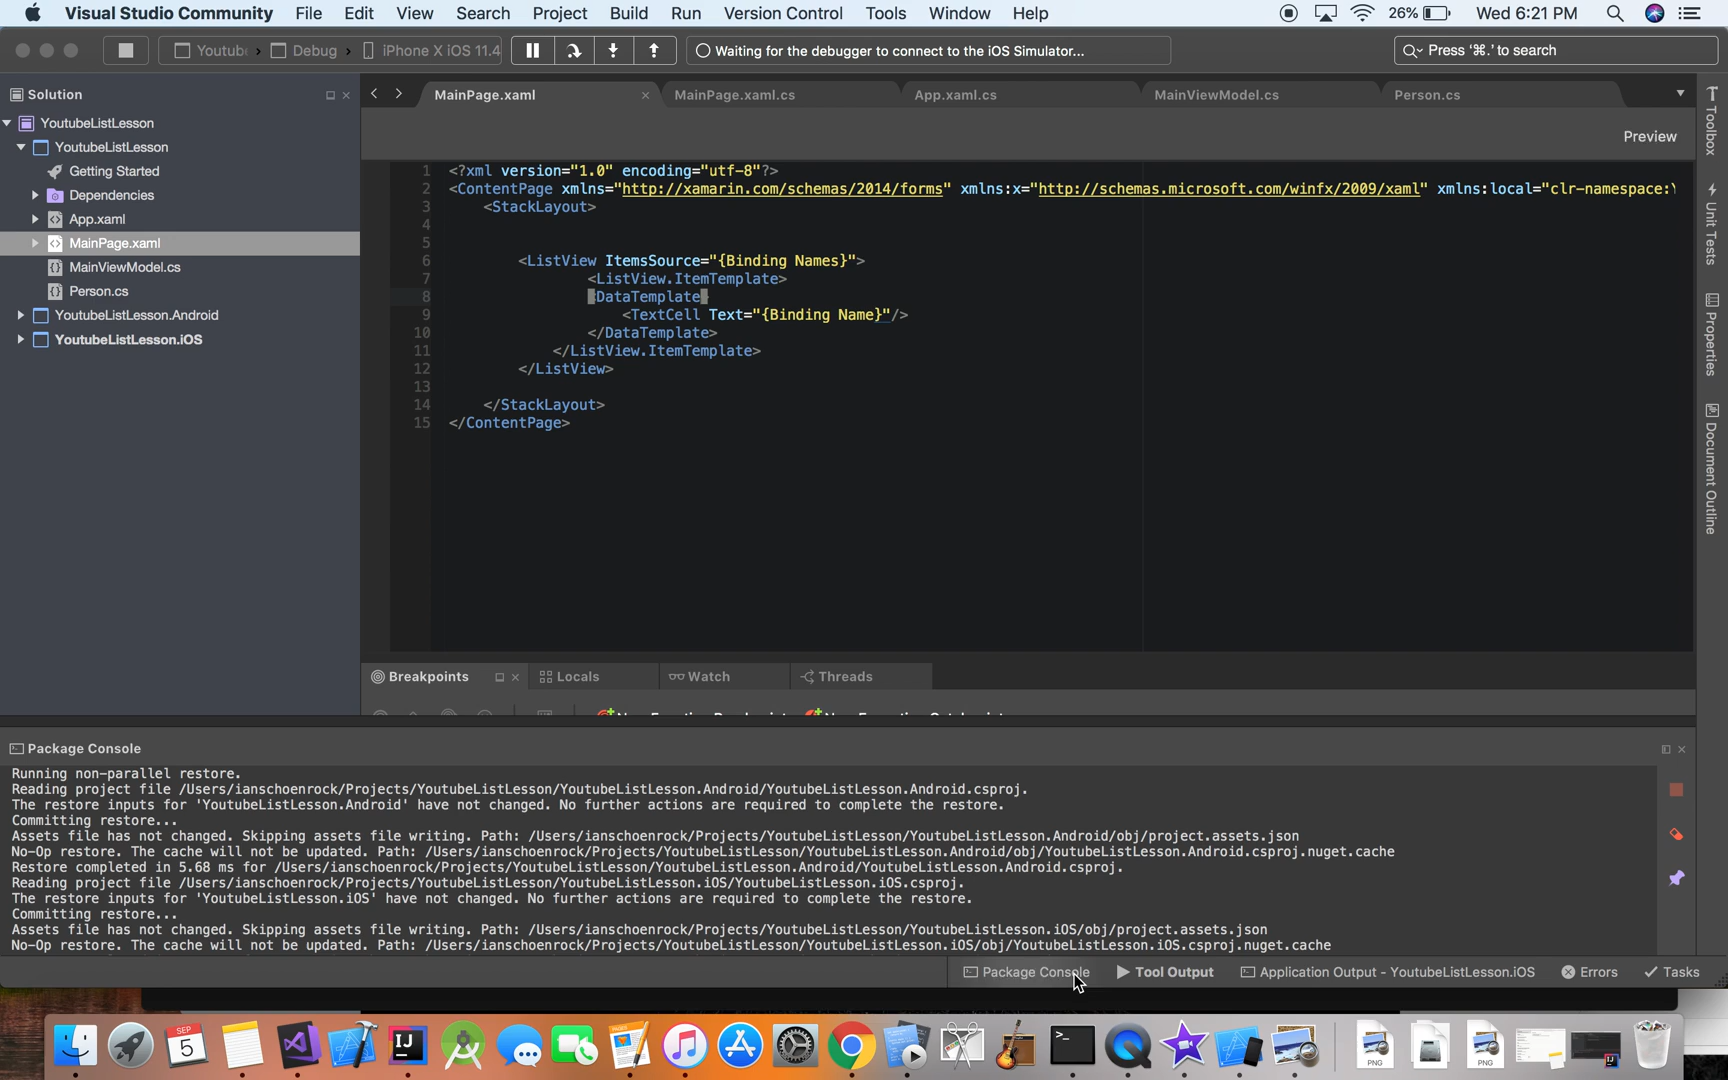 Visual Studio Community File Edit View Search Project Build Run Version Control Tools Window Help 26% Wed 6:21 PM
Youtube › Debug › iPhone X iOS 11.4 Waiting for the debugger to connect to the iOS Simulator... Press '⌘.' to search
Solution
MainPage.xaml MainPage.xaml.cs App.xaml.cs MainViewModel.cs Person.cs
YoutubeListLesson
YoutubeListLesson
Getting Started
Dependencies
App.xaml
MainPage.xaml
MainViewModel.cs
Person.cs
YoutubeListLesson.Android
YoutubeListLesson.iOS
Preview
1 <?xml version="1.0" encoding="utf-8"?>
2 <ContentPage xmlns="http://xamarin.com/schemas/2014/forms" xmlns:x="http://schemas.microsoft.com/winfx/2009/xaml" xmlns:local="clr-namespace:
3 <StackLayout>
4
5
6 <ListView ItemsSource="{Binding Names}">
7 <ListView.ItemTemplate>
8 <DataTemplate>
9 <TextCell Text="{Binding Name}"/>
10 </DataTemplate>
11 </ListView.ItemTemplate>
12 </ListView>
13
14 </StackLayout>
15 </ContentPage>
Toolbox
Unit Tests
Properties
Document Outline
Breakpoints Locals Watch Threads
Package Console
Running non-parallel restore.
Reading project file /Users/ianschoenrock/Projects/YoutubeListLesson/YoutubeListLesson.Android/YoutubeListLesson.Android.csproj.
The restore inputs for 'YoutubeListLesson.Android' have not changed. No further actions are required to complete the restore.
Committing restore...
Assets file has not changed. Skipping assets file writing. Path: /Users/ianschoenrock/Projects/YoutubeListLesson/YoutubeListLesson.Android/obj/project.assets.json
No-Op restore. The cache will not be updated. Path: /Users/ianschoenrock/Projects/YoutubeListLesson/YoutubeListLesson.Android/obj/YoutubeListLesson.Android.csproj.nuget.cache
Restore completed in 5.68 ms for /Users/ianschoenrock/Projects/YoutubeListLesson/YoutubeListLesson.Android/YoutubeListLesson.Android.csproj.
Reading project file /Users/ianschoenrock/Projects/YoutubeListLesson/YoutubeListLesson.iOS/YoutubeListLesson.iOS.csproj.
The restore inputs for 'YoutubeListLesson.iOS' have not changed. No further actions are required to complete the restore.
Committing restore...
Assets file has not changed. Skipping assets file writing. Path: /Users/ianschoenrock/Projects/YoutubeListLesson/YoutubeListLesson.iOS/obj/project.assets.json
No-Op restore. The cache will not be updated. Path: /Users/ianschoenrock/Projects/YoutubeListLesson/YoutubeListLesson.iOS/obj/YoutubeListLesson.iOS.csproj.nuget.cache
Package Console Tool Output Application Output - YoutubeListLesson.iOS Errors Tasks
SEP
5
IJ
PAGES
PNG
PNG
IJ